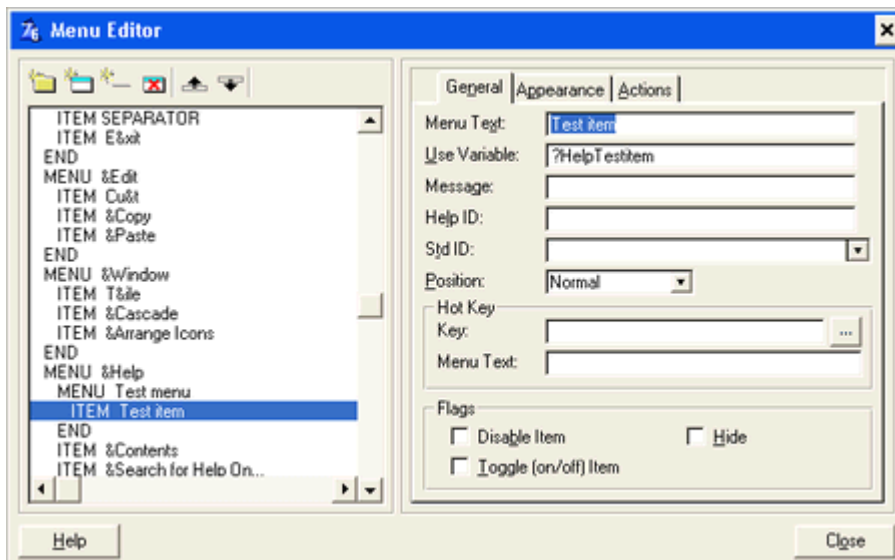 Menu Editor
ITEM SEPARATOR
ITEM E&xit
END
MENU &Edit
ITEM Cu&t
ITEM &Copy
ITEM &Paste
END
MENU &Window
ITEM T&ile
ITEM &Cascade
ITEM &Arrange Icons
END
MENU &Help
MENU Test menu
ITEM Test item
END
ITEM &Contents
ITEM &Search for Help On...
General Appearance Actions
Menu Text: Test item
Use Variable: ?HelpTestitem
Message:
Help ID:
Std ID:
Position: Normal
Hot Key
Key: ...
Menu Text:
Flags
Disable Item Hide
Toggle (on/off) Item
Help Close